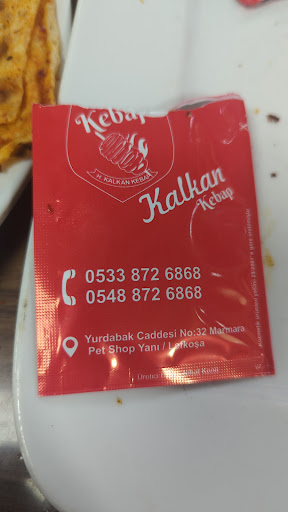 Kebap
H. KALKAN KEBAP
Kalkan
Kebap
0533 872 6868
0548 872 6868
Yurdabak Caddesi No:32 Marmara
Pet Shop Yanı / Lefkoşa